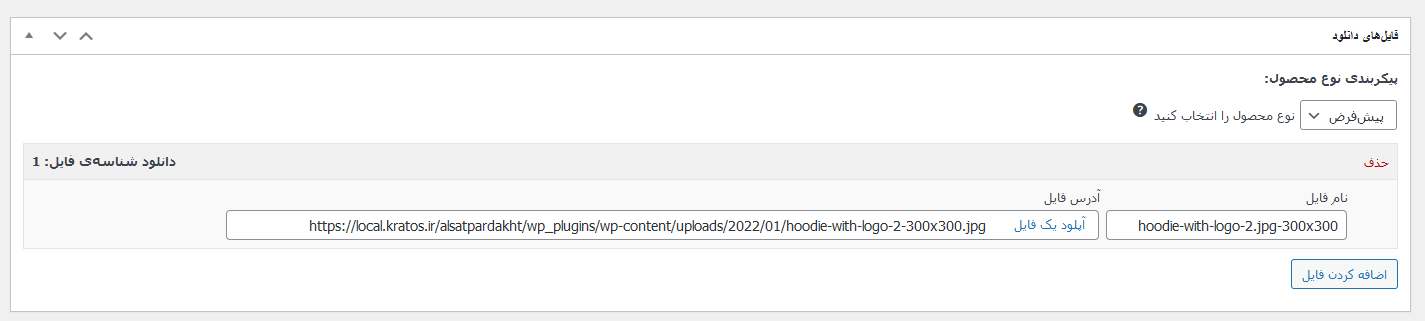 فایل‌های دانلود
پیکربندی نوع محصول:
پیش‌فرض نوع محصول را انتخاب کنید ?
حذف دانلود شناسه‌ی فایل: 1
نام فایل آدرس فایل
hoodie-with-logo-2.jpg-300x300 آپلود یک فایل https://local.kratos.ir/alsatpardakht/wp_plugins/wp-content/uploads/2022/01/hoodie-with-logo-2-300x300.jpg
اضافه کردن فایل